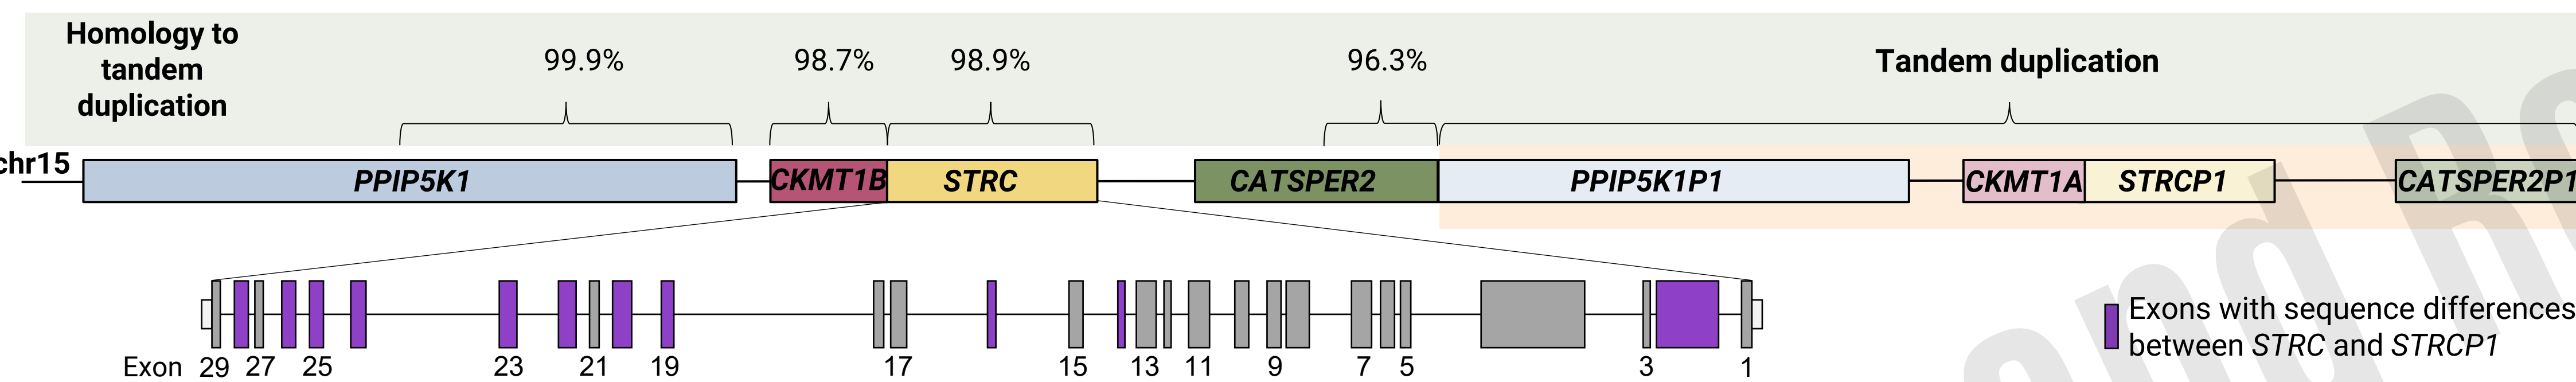 Homology to
tandem
duplication
99.9%
98.7%
98.9%
96.3%
Tandem duplication
chr15
PPIP5K1
CKMT1B
STRC
CATSPER2
PPIP5K1P1
CKMT1A
STRCP1
CATSPER2P1
Exon 29 27 25 23 21 19 17 15 13 11 9 7 5 3 1
Exons with sequence differences
between STRC and STRCP1